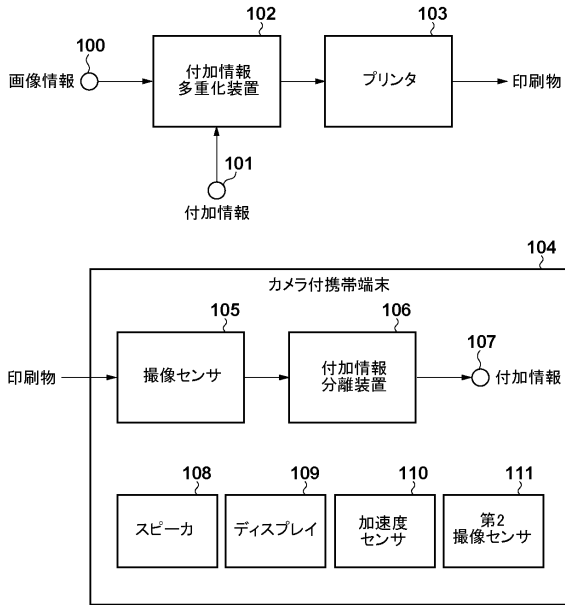 100
102
103
画像情報
付加情報
多重化装置
プリンタ
印刷物
101
付加情報
104
カメラ付携帯端末
105
106
107
印刷物
撮像センサ
付加情報
分離装置
付加情報
108
109
110
111
スピーカ
ディスプレイ
加速度
センサ
第2
撮像センサ